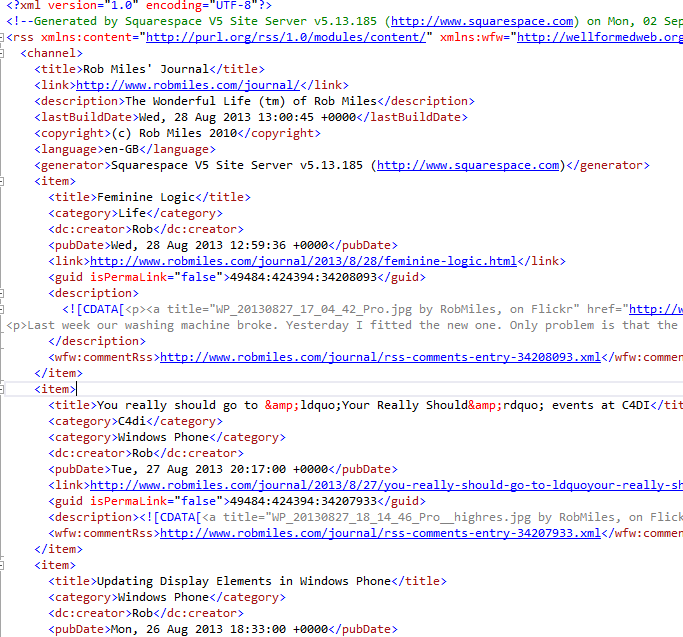 <?xml version="1.0" encoding="UTF-8"?>
<!--Generated by Squarespace V5 Site Server v5.13.185 (http://www.squarespace.com) on Mon, 02 Sep
<rss xmlns:content="http://purl.org/rss/1.0/modules/content/" xmlns:wfw="http://wellformedweb.org
<channel>
<title>Rob Miles' Journal</title>
<link>http://www.robmiles.com/journal/</link>
<description>The Wonderful Life (tm) of Rob Miles</description>
<lastBuildDate>Wed, 28 Aug 2013 13:00:45 +0000</lastBuildDate>
<copyright>(c) Rob Miles 2010</copyright>
<language>en-GB</language>
<generator>Squarespace V5 Site Server v5.13.185 (http://www.squarespace.com)</generator>
<item>
<title>Feminine Logic</title>
<category>Life</category>
<dc:creator>Rob</dc:creator>
<pubDate>Wed, 28 Aug 2013 12:59:36 +0000</pubDate>
<link>http://www.robmiles.com/journal/2013/8/28/feminine-logic.html</link>
<guid isPermaLink="false">49484:424394:34208093</guid>
<description>
<![CDATA[<p><a title="WP_20130827_17_04_42_Pro.jpg by RobMiles, on Flickr" href="http://w
<p>Last week our washing machine broke. Yesterday I fitted the new one. Only problem is that the
</description>
<wfw:commentRss>http://www.robmiles.com/journal/rss-comments-entry-34208093.xml</wfw:commen
</item>
<item>
<title>You really should go to &amp;ldquo;Your Really Should&amp;rdquo; events at C4DI</tit
<category>C4di</category>
<category>Windows Phone</category>
<dc:creator>Rob</dc:creator>
<pubDate>Tue, 27 Aug 2013 20:17:00 +0000</pubDate>
<link>http://www.robmiles.com/journal/2013/8/27/you-really-should-go-to-ldquoyour-really-sh
<guid isPermaLink="false">49484:424394:34207933</guid>
<description><![CDATA[<a title="WP_20130827_18_14_46_Pro__highres.jpg by RobMiles, on Flick
<wfw:commentRss>http://www.robmiles.com/journal/rss-comments-entry-34207933.xml</wfw:commen
</item>
<item>
<title>Updating Display Elements in Windows Phone</title>
<category>Windows Phone</category>
<dc:creator>Rob</dc:creator>
<pubDate>Mon, 26 Aug 2013 18:33:00 +0000</pubDate>